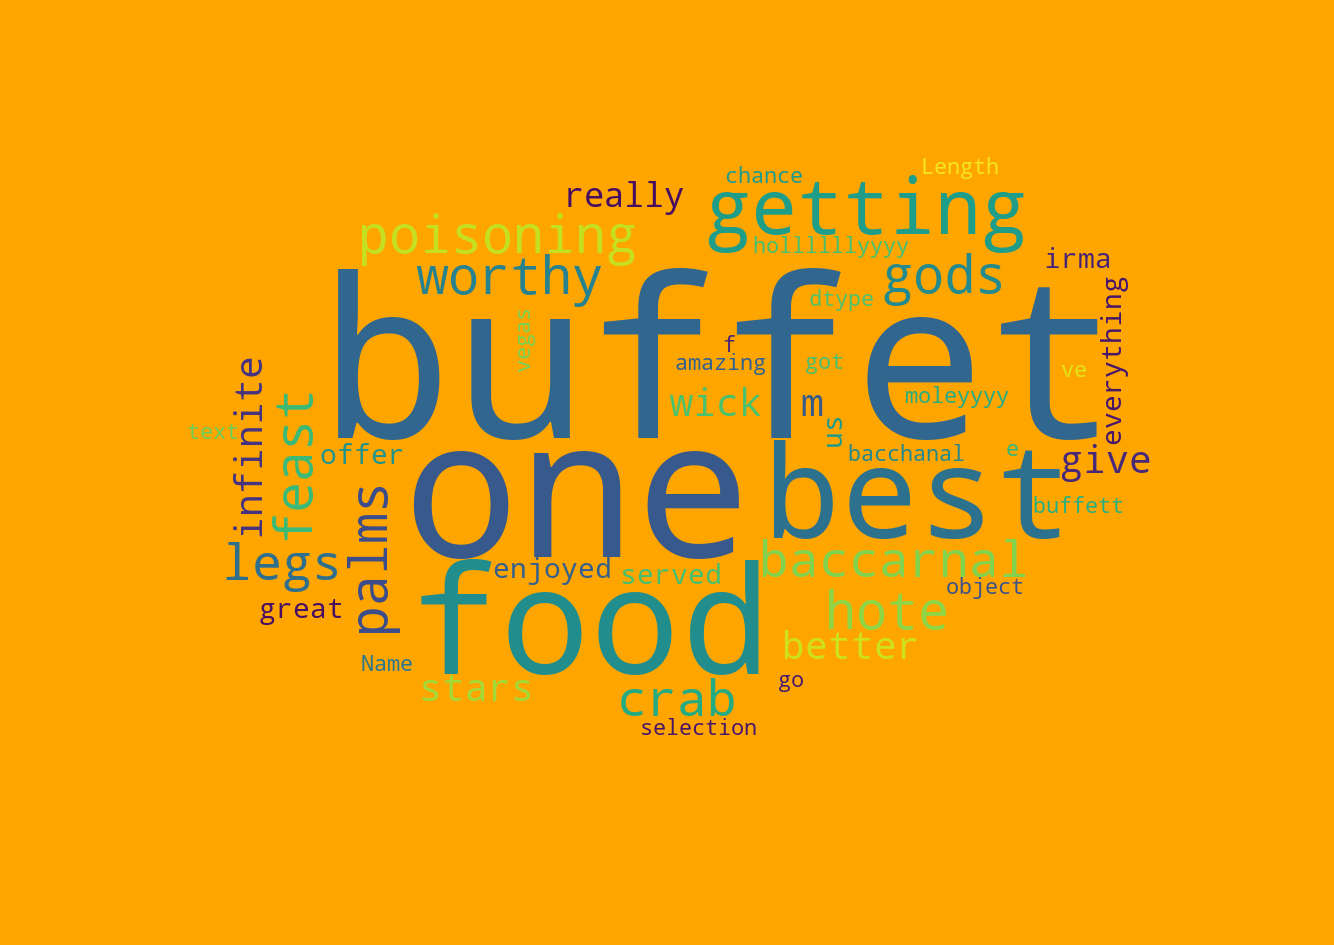 Length
chance
really
getting
poisoning
hollllllyyyy
irma
worthy
gods
dtype
everything
buffet
vegas
f
amazing
got
ve
infinite
wick
m
moleyyyy
feast
text
us
offer
bacchanal
e
give
one
best
buffett
palms
legs
enjoyed
served
baccarnal
object
great
food
hote
better
Name
stars
crab
go
selection